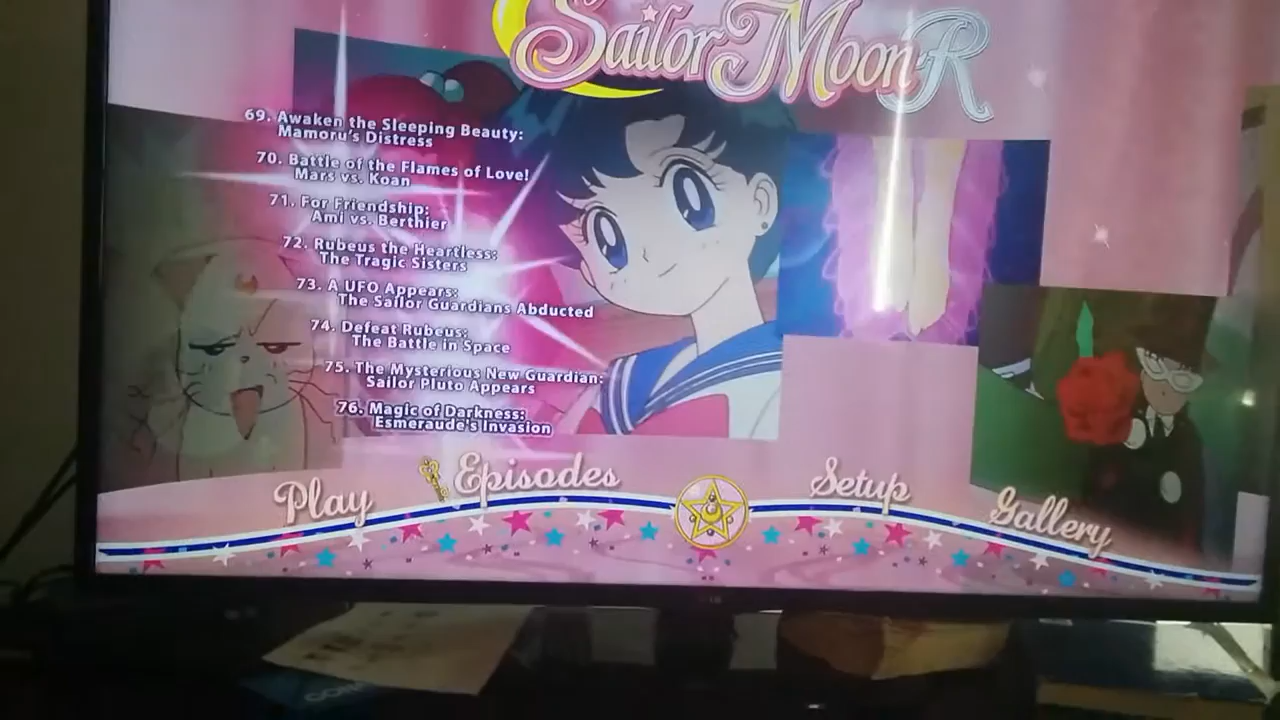 Sailor Moon R
69. Awaken the Sleeping Beauty:
Mamoru's Distress
70. Battle of the Flames of Love!
Mars vs. Koan
71. For Friendship:
Ami vs. Berthier
72. Rubeus the Heartless:
The Tragic Sisters
73. A UFO Appears:
The Sailor Guardians Abducted
74. Defeat Rubeus:
The Battle in Space
75. The Mysterious New Guardian:
Sailor Pluto Appears
76. Magic of Darkness:
Esmeraude's Invasion
Play
Episodes
Setup
Gallery